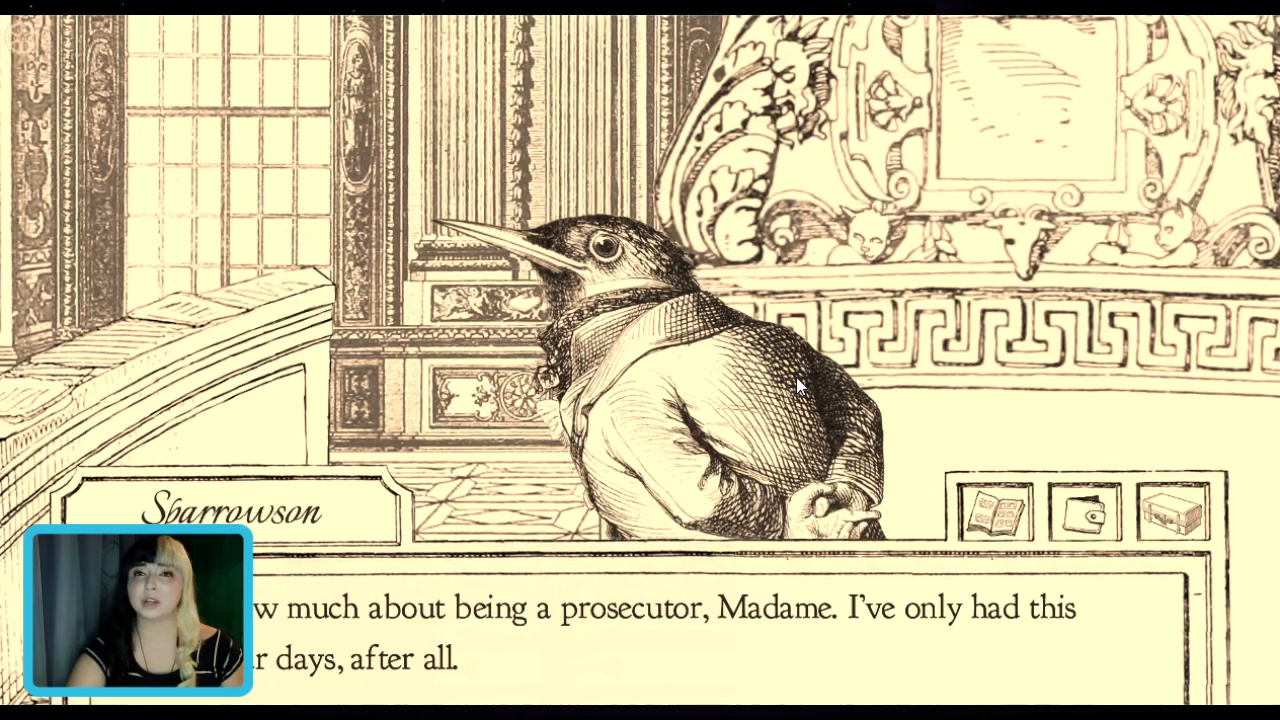 Sparrowson
much about being a prosecutor, Madame. I've only had this
days, after all.